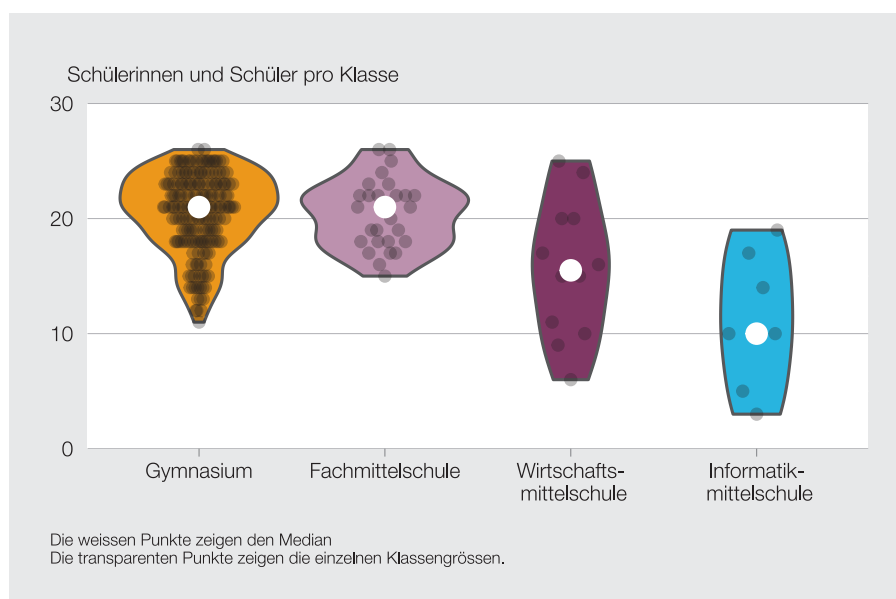 Schülerinnen und Schüler pro Klasse
30
20
10
0
Gymnasium
Fachmittelschule
Wirtschafts-
mittelschule
Informatik-
mittelschule
Die weissen Punkte zeigen den Median
Die transparenten Punkte zeigen die einzelnen Klassengrössen.